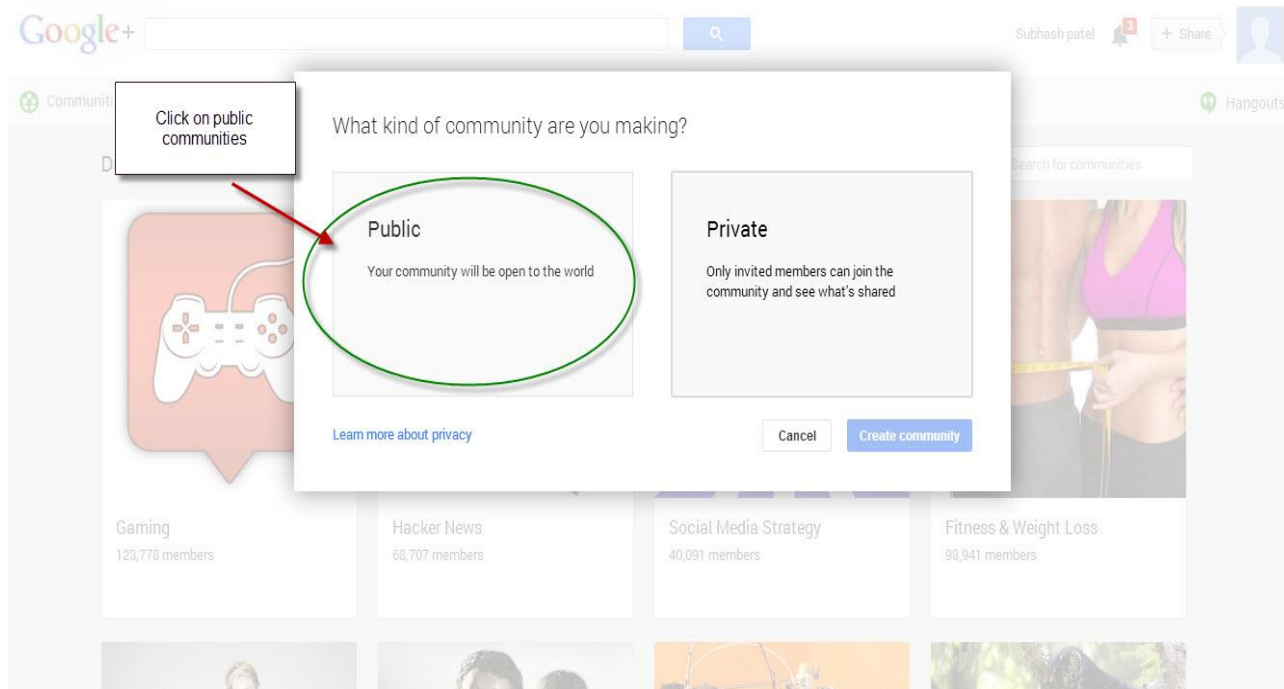 Google+
Subhash patel
3
+ Share
Hangouts
Click on public
communities
What kind of community are you making?
Search for communities
Public
Your community will be open to the world
Private
Only invited members can join the
community and see what's shared
Learn more about privacy
Cancel
Create community
Gaming
123,778 members
Hacker News
68,707 members
Social Media Strategy
40,091 members
Fitness & Weight Loss
98,941 members